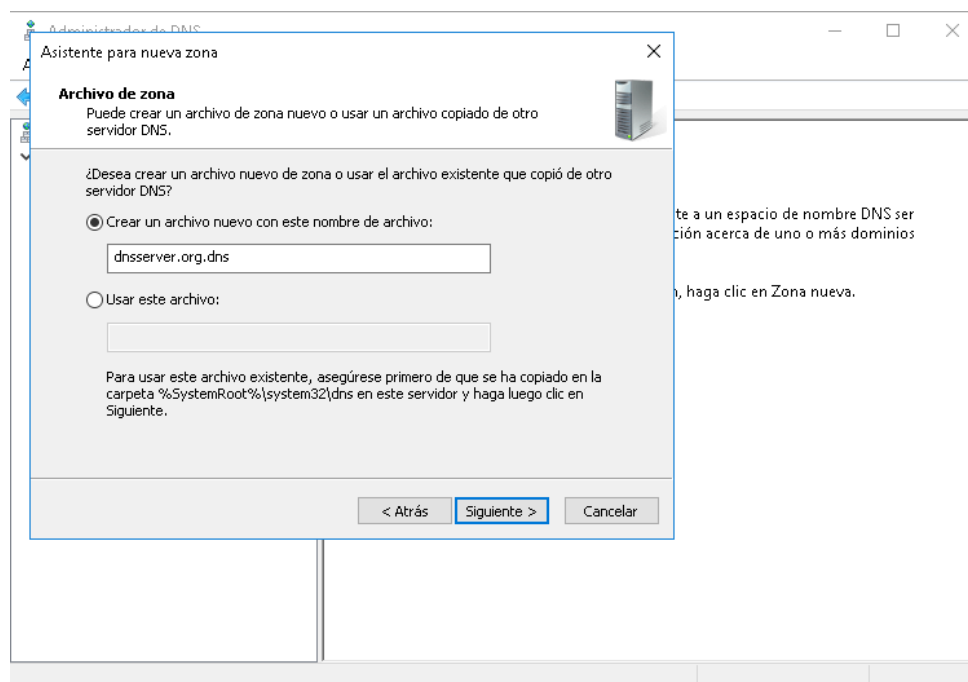 Administrador de DNS
Asistente para nueva zona
Archivo de zona
Puede crear un archivo de zona nuevo o usar un archivo copiado de otro
servidor DNS.
¿Desea crear un archivo nuevo de zona o usar el archivo existente que copió de otro
servidor DNS?
Crear un archivo nuevo con este nombre de archivo:
dnsserver.org.dns
te a un espacio de nombre DNS ser
ción acerca de uno o más dominios
Usar este archivo:
, haga clic en Zona nueva.
Para usar este archivo existente, asegúrese primero de que se ha copiado en la
carpeta %SystemRoot%\system32\dns en este servidor y haga luego clic en
Siguiente.
< Atrás
Siguiente >
Cancelar